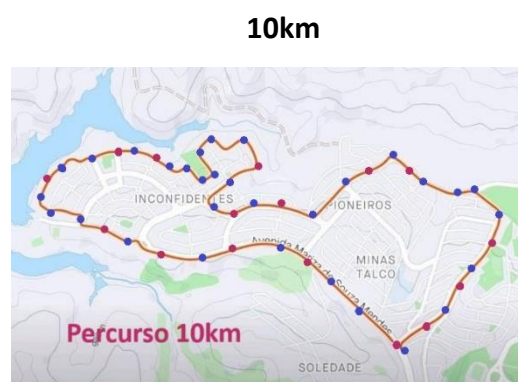 10km
INCONFIDENTES
PIONEIROS
Avenida Maria de Souza Mendes
MINAS
TALCO
Percurso 10km
SOLEDADE